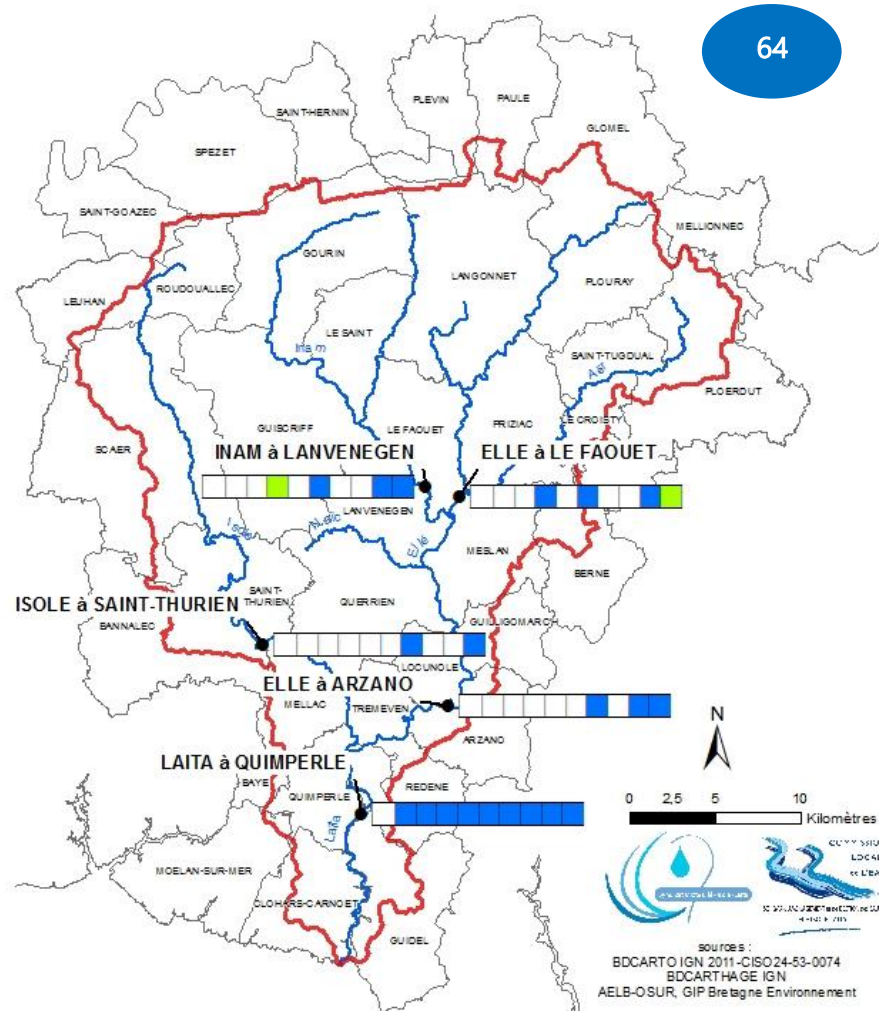 64
PLEVIN
PAULE
SAINT-HERNIN
GLOMEL
SPEZET
SAINT-GOAZEC
MELLIONNEC
GOURIN
LANGONNET
PLOURAY
LEUHAN
ROUDOUALLEC
LE SAINT
Inam
SAINT-TUGDUAL
Aër
PLOERDUT
LE CROISTY
GUISCRIFF
LE FAOUET
PRIZIAC
SCAER
INAM à LANVENEGEN
ELLE à LE FAOUET
LANVENEGEN
Isole
Naïc
Ellé
MESLAN
BERNE
SAINT-
THURIEN
QUERRIEN
ISOLE à SAINT-THURIEN
BANNALEC
GUILLIGOMARCH
LOCUNOLE
ELLE à ARZANO
MELLAC
TREMEVEN
ARZANO
N
LAITA à QUIMPERLE
BAYE
REDENE
QUIMPERLE
Laïta
0 2,5 5 10
Kilomètres
MOELAN-SUR-MER
CLOHARS-CARNOET
GUIDEL
LOCALE
sources :
BDCARTO IGN 2011-CISO24-53-0074
BDCARTHAGE IGN
AELB-OSUR, GIP Bretagne Environnement